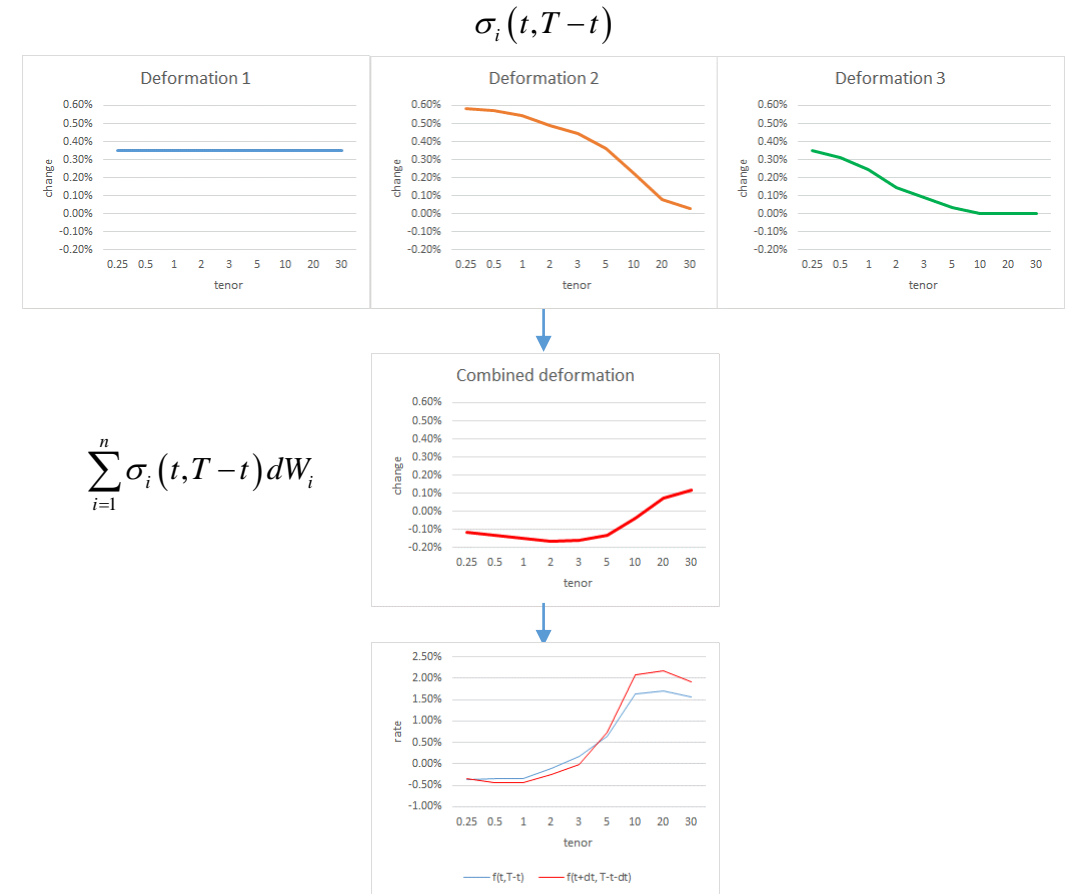 σᵢ(t,T−t)
Deformation 1
0.60%
0.50%
0.40%
0.30%
0.20%
0.10%
0.00%
-0.10%
-0.20%
change
0.25 0.5 1 2 3 5 10 20 30
tenor
Deformation 2
0.60%
0.50%
0.40%
0.30%
0.20%
0.10%
0.00%
-0.10%
-0.20%
change
0.25 0.5 1 2 3 5 10 20 30
tenor
Deformation 3
0.60%
0.50%
0.40%
0.30%
0.20%
0.10%
0.00%
-0.10%
-0.20%
change
0.25 0.5 1 2 3 5 10 20 30
tenor
n
∑σᵢ(t,T−t)dWᵢ
i=1
Combined deformation
0.60%
0.50%
0.40%
0.30%
0.20%
0.10%
0.00%
-0.10%
-0.20%
change
0.25 0.5 1 2 3 5 10 20 30
tenor
2.50%
2.00%
1.50%
1.00%
0.50%
0.00%
-0.50%
-1.00%
rate
0.25 0.5 1 2 3 5 10 20 30
tenor
f(t,T-t) f(t+dt, T-t-dt)